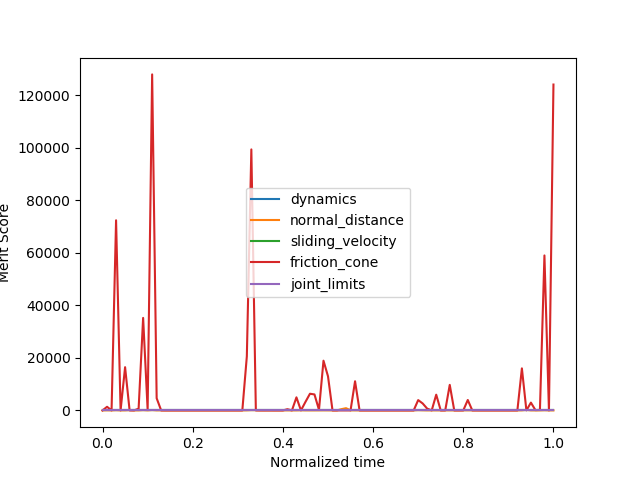 120000
100000
80000
60000
40000
20000
0
Merit Score
dynamics
normal_distance
sliding_velocity
friction_cone
joint_limits
0.0 0.2 0.4 0.6 0.8 1.0
Normalized time